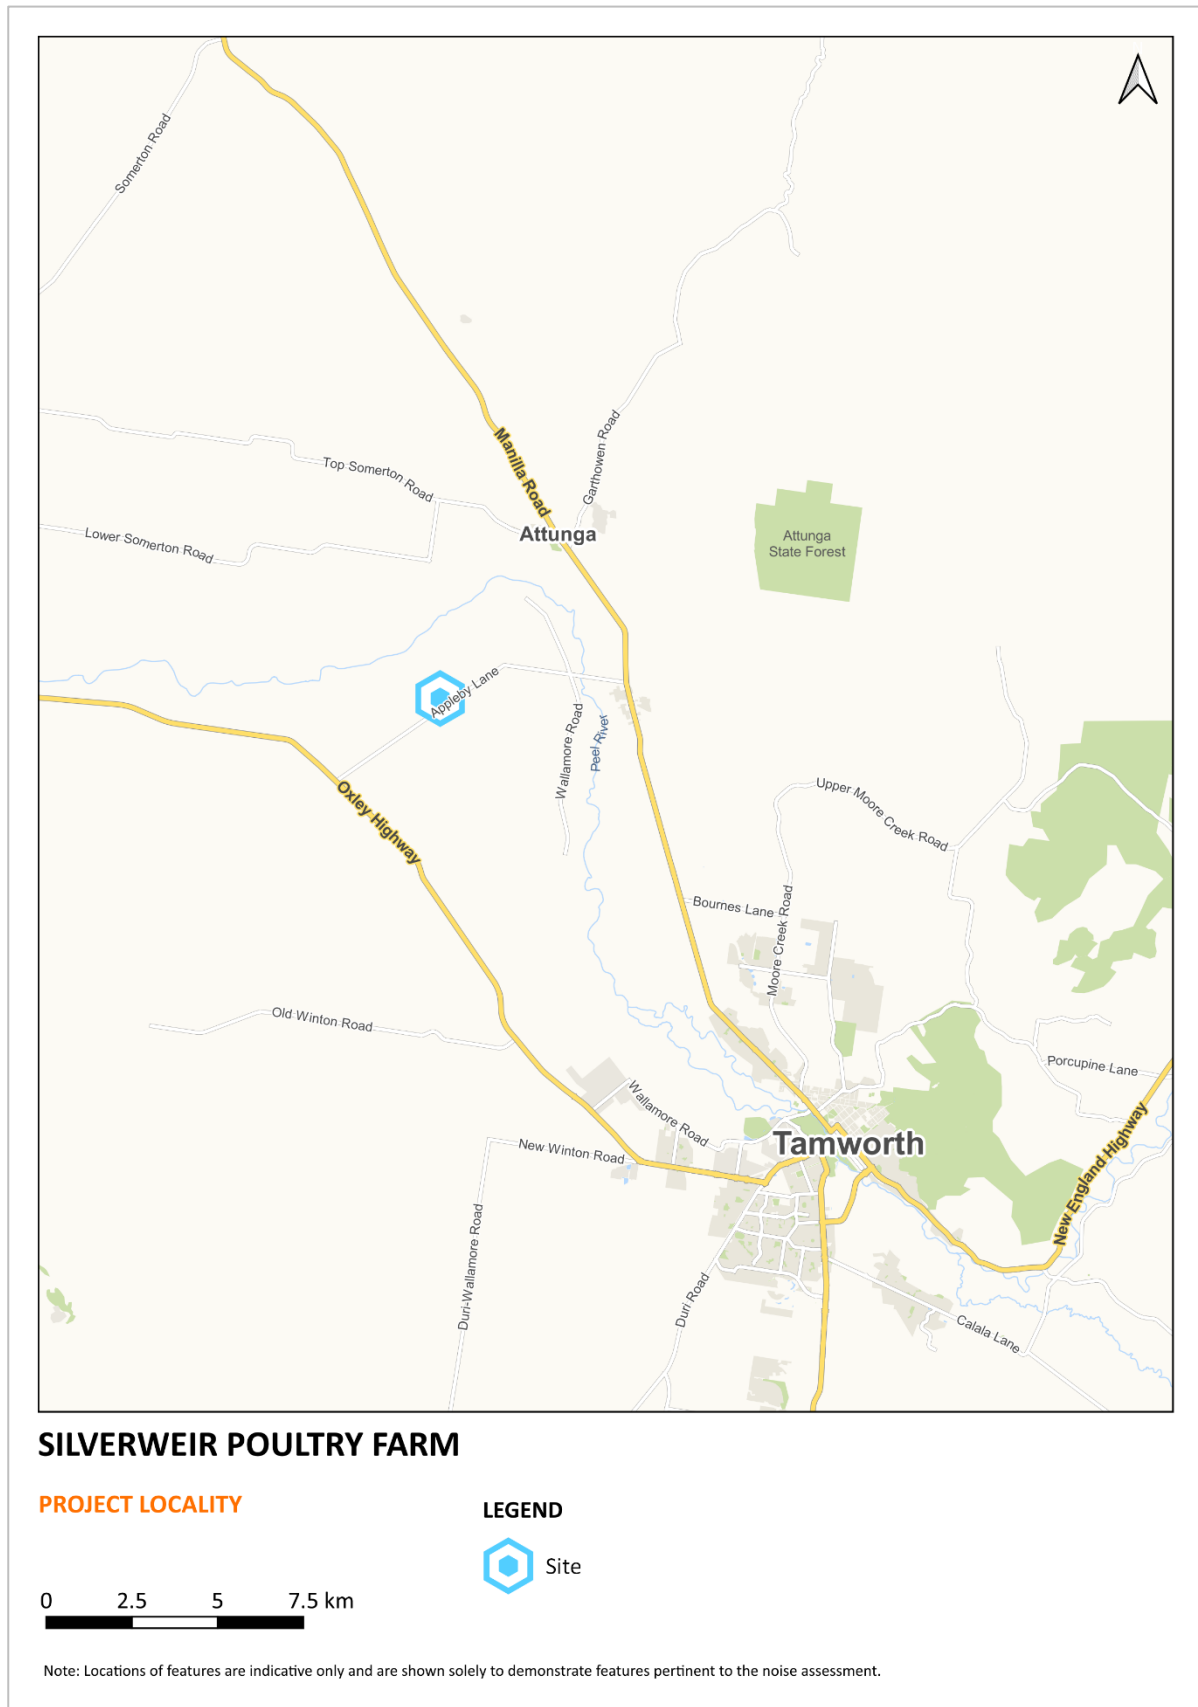 Somerton Road
Garthowen Road
Manilla Road
Top Somerton Road
Attunga
Lower Somerton Road
Attunga
State Forest
Appleby Lane
Wallamore Road
Peel River
Oxley Highway
Upper Moore Creek Road
Bournes Lane
Moore Creek Road
Old Winton Road
Porcupine Lane
Wallamore Road
Tamworth
New Winton Road
New England Highway
Duri-Wallamore Road
Duri Road
Calala Lane
SILVERWEIR POULTRY FARM
PROJECT LOCALITY
LEGEND
Site
0 2.5 5 7.5 km
Note: Locations of features are indicative only and are shown solely to demonstrate features pertinent to the noise assessment.